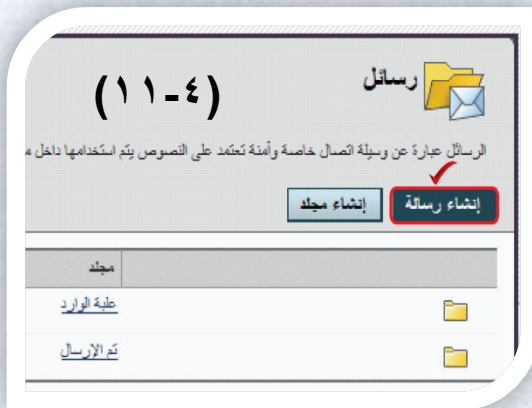 رسائل
(٤-١١)
الرسائل عبارة عن وسيلة اتصال خاصة وآمنة تعتمد على النصوص يتم استخدامها داخل
إنشاء رسالة إنشاء مجلد
مجلد
علبة الوارد
تم الإرسال